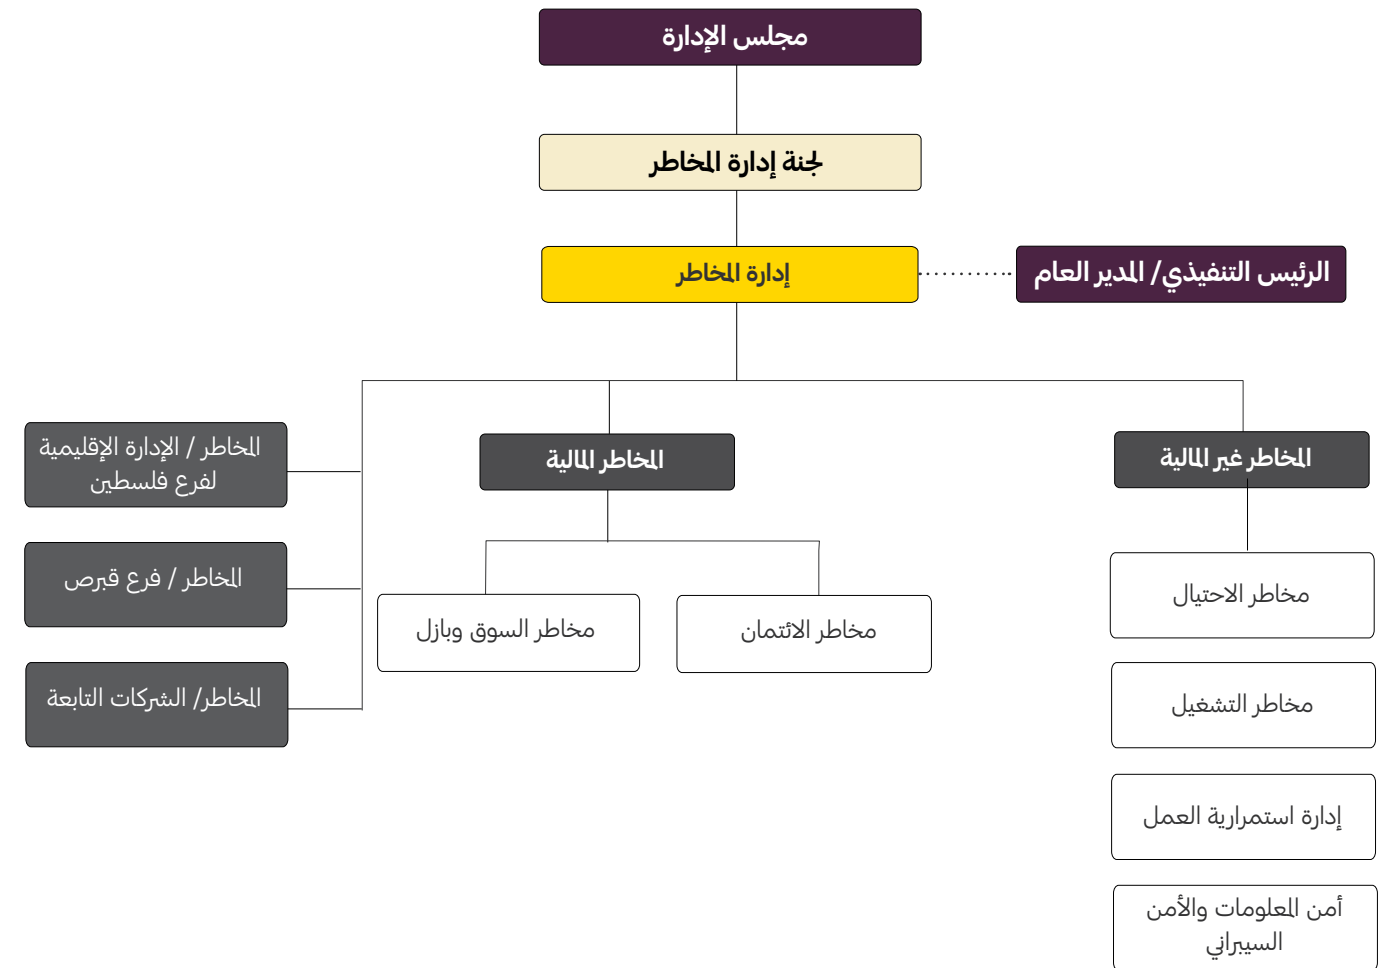 مجلس الإدارة
لجنة إدارة المخاطر
إدارة المخاطر
الرئيس التنفيذي/ المدير العام
المخاطر غير المالية
المخاطر المالية
المخاطر / الإدارة الإقليمية
لفرع فلسطين
المخاطر / فرع قبرص
المخاطر/ الشركات التابعة
مخاطر الائتمان
مخاطر السوق وبازل
مخاطر الاحتيال
مخاطر التشغيل
إدارة استمرارية العمل
أمن المعلومات والأمن
السيبراني